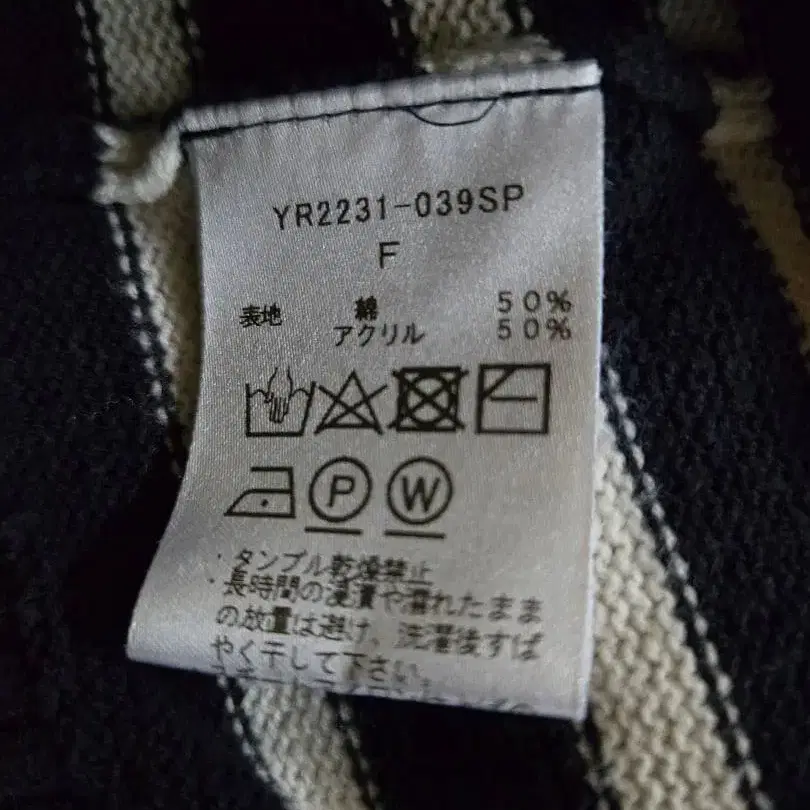 YR2231-039SP
F
表地 綿 50%
アクリル 50%
P W
・タンブル乾燥禁止
・長時間の浸漬や濡れたまま
の放置は避け、洗濯後すば
やく干して下さい。